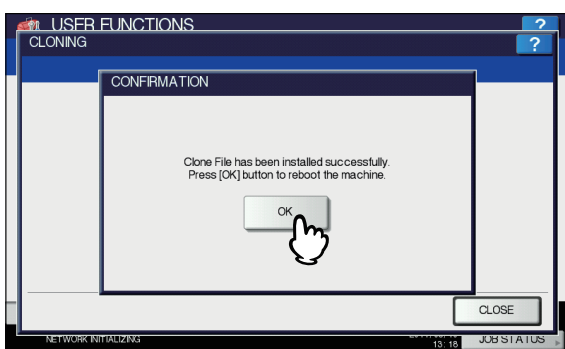 USER FUNCTIONS
?
CLONING
?
CONFIRMATION
Clone File has been installed successfully.
Press [OK] button to reboot the machine.
OK
CLOSE
NETWORK INITIALIZING
13: 18
JOB STATUS